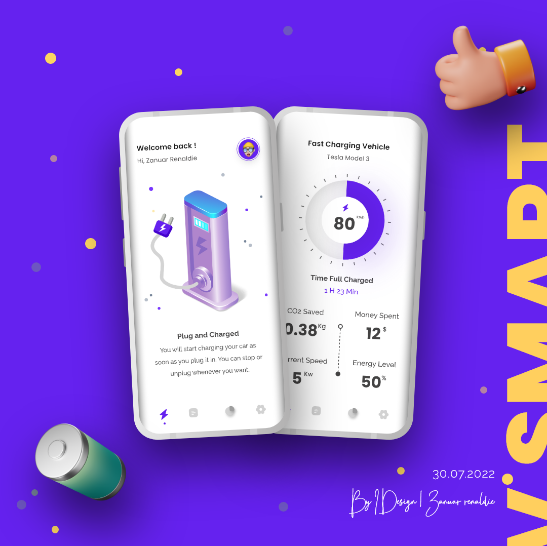 Welcome back !
Hi, Zanuar Renaldie
Plug and Charged
You will start charging your car as
soon as you plug it in. You can stop or
unplug whenever you want.
Fast Charging Vehicle
Tesla Model 3
80
Time Full Charged
1 H 23 Min
CO2 Saved
0.38 Kg
Money Spent
12 $
rrent Speed
5 Kw
Energy Level
50 %
SMART
30.07.2022
By | Design | Zanuar renaldie